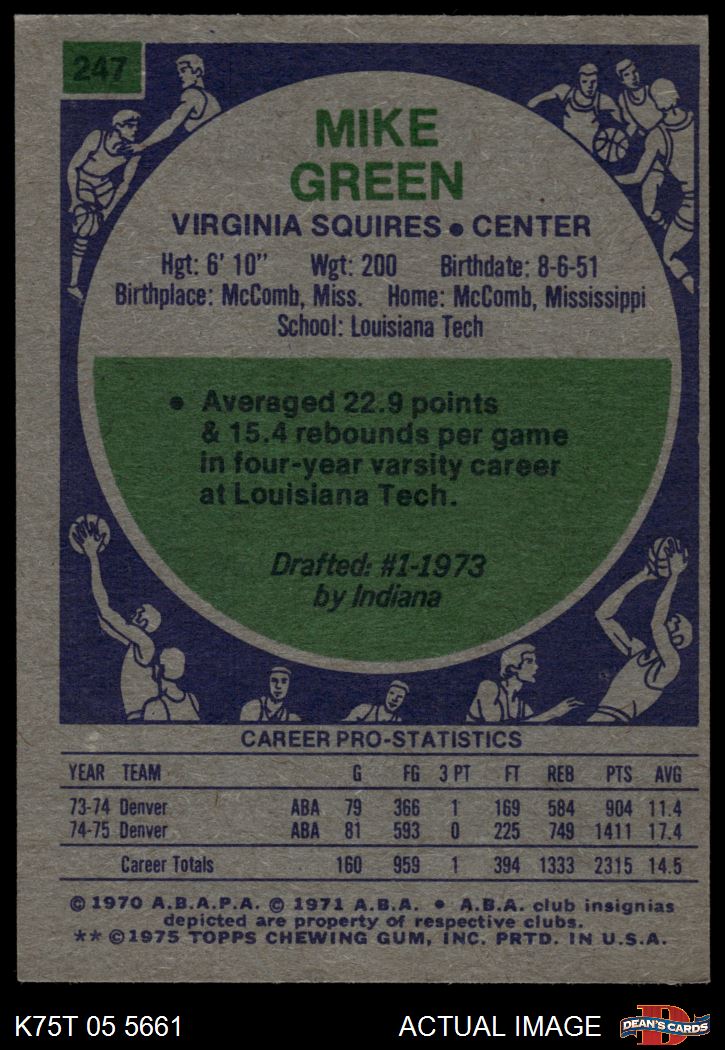 247
MIKE
GREEN
VIRGINIA SQUIRES • CENTER
Hgt: 6' 10" Wgt: 200 Birthdate: 8-6-51
Birthplace: McComb, Miss. Home: McComb, Mississippi
School: Louisiana Tech
• Averaged 22.9 points
& 15.4 rebounds per game
in four-year varsity career
at Louisiana Tech.
Drafted: #1-1973
by Indiana
CAREER PRO-STATISTICS
YEAR TEAM G FG 3 PT FT REB PTS AVG
73-74 Denver ABA 79 366 1 169 584 904 11.4
74-75 Denver ABA 81 593 0 225 749 1411 17.4
Career Totals 160 959 1 394 1333 2315 14.5
© 1970 A.B.A.P.A. © 1971 A.B.A. • A.B.A. club insignias
depicted are property of respective clubs.
** ©1975 TOPPS CHEWING GUM, INC. PRTD. IN U.S.A.
K75T 05 5661 ACTUAL IMAGE D DEAN'S CARDS